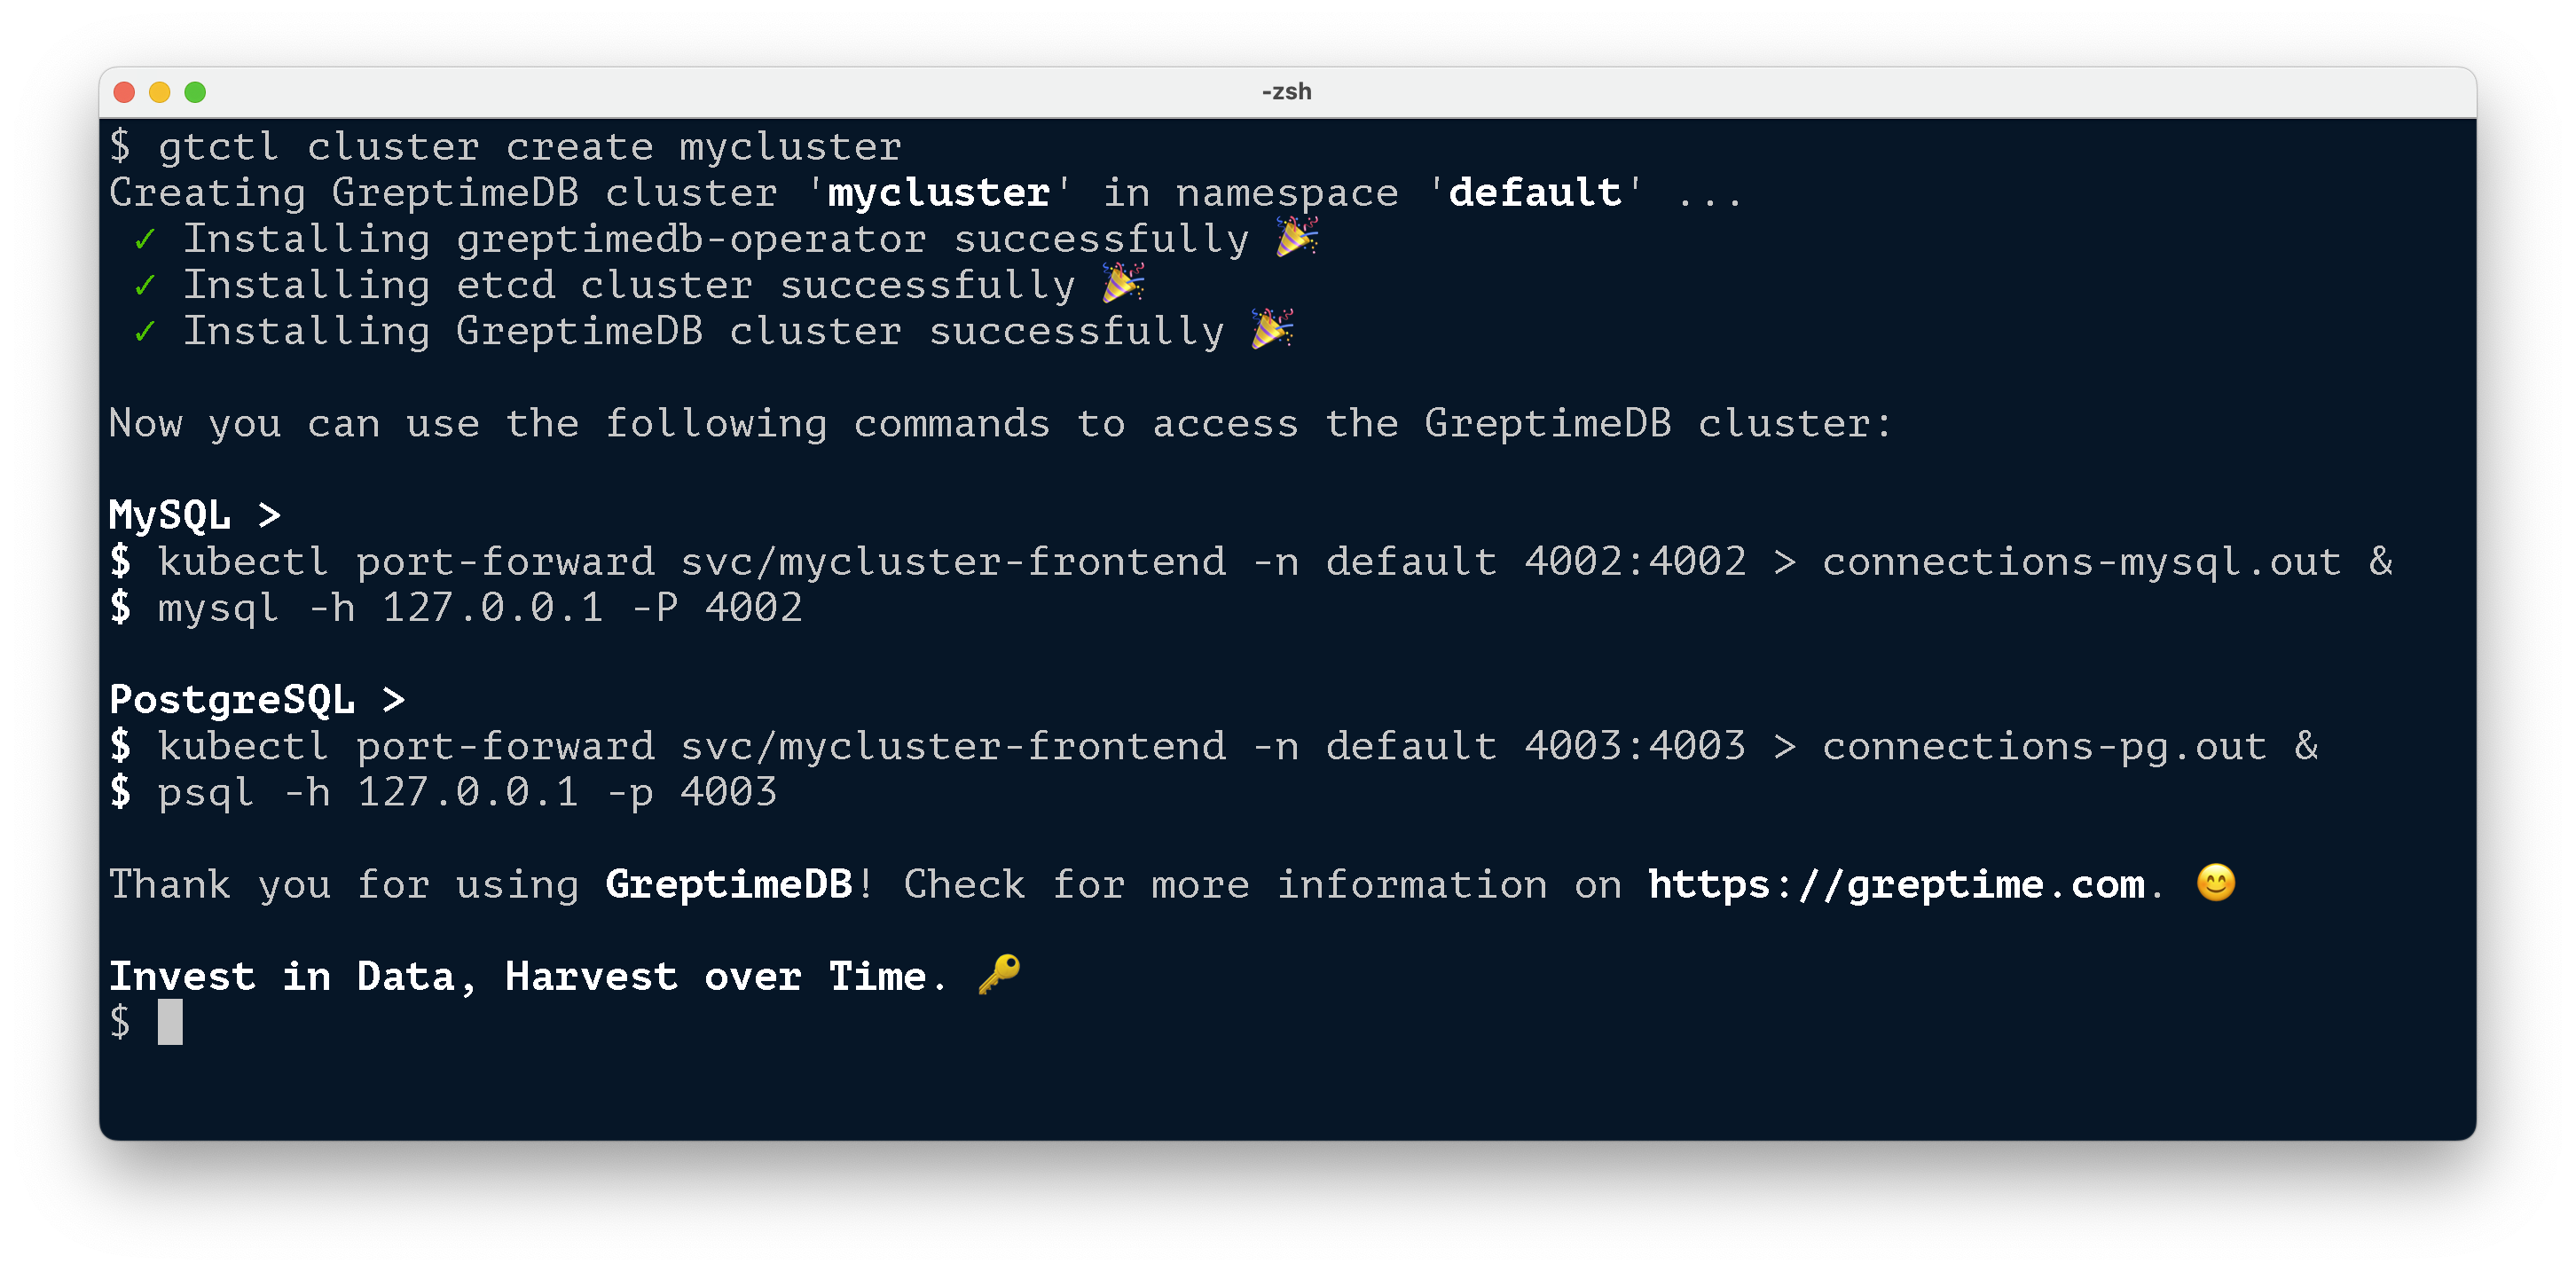 -zsh
$ gtctl cluster create mycluster
Creating GreptimeDB cluster 'mycluster' in namespace 'default' ...
✓ Installing greptimedb-operator successfully 🎉
✓ Installing etcd cluster successfully 🎉
✓ Installing GreptimeDB cluster successfully 🎉
Now you can use the following commands to access the GreptimeDB cluster:
MySQL >
$ kubectl port-forward svc/mycluster-frontend -n default 4002:4002 > connections-mysql.out &
$ mysql -h 127.0.0.1 -P 4002
PostgreSQL >
$ kubectl port-forward svc/mycluster-frontend -n default 4003:4003 > connections-pg.out &
$ psql -h 127.0.0.1 -p 4003
Thank you for using GreptimeDB! Check for more information on https://greptime.com. 😊
Invest in Data, Harvest over Time. 🔑
$